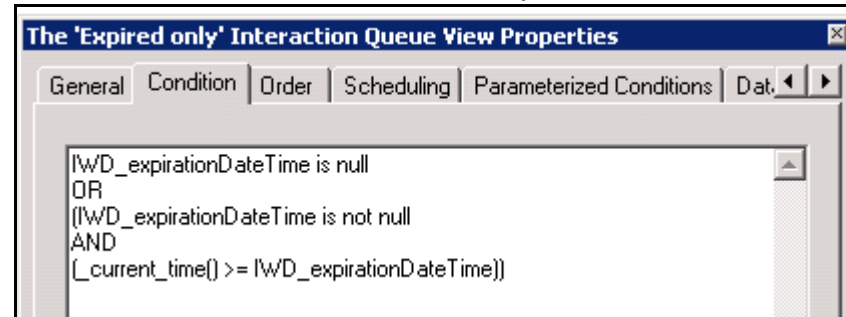 The 'Expired only' Interaction Queue View Properties
General Condition Order Scheduling Parameterized Conditions Dat
IWD_expirationDateTime is null
OR
(IWD_expirationDateTime is not null
AND
(_current_time() >= IWD_expirationDateTime))